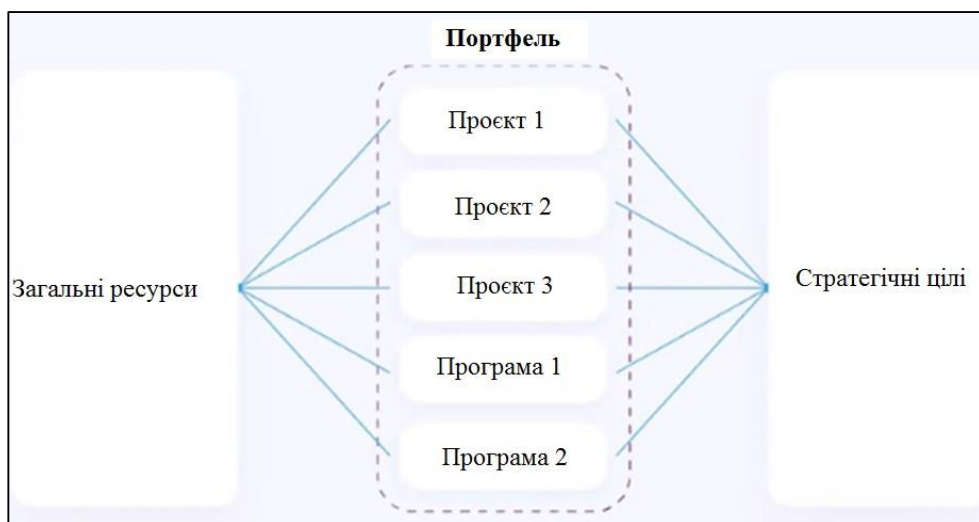 Портфель
Проєкт 1
Проєкт 2
Загальні ресурси
Проєкт 3
Стратегічні цілі
Програма 1
Програма 2